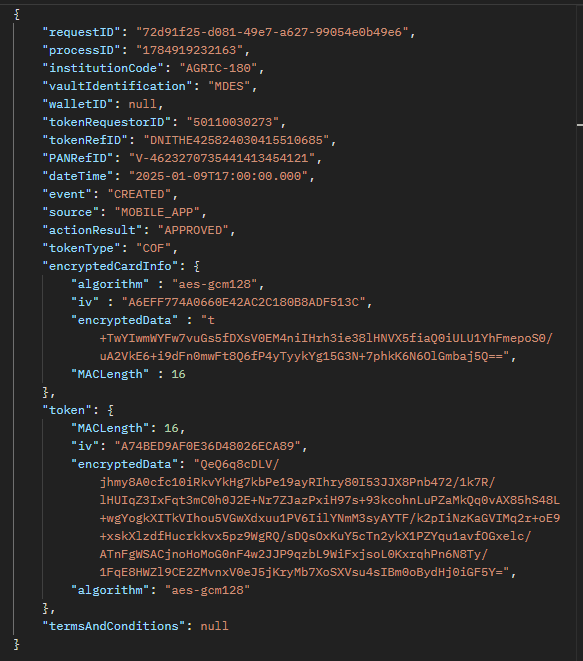 {
"requestID": "72d91f25-d081-49e7-a627-99054e0b49e6",
"processID": "1784919232163",
"institutionCode": "AGRIC-180",
"vaultIdentification": "MDES",
"walletID": null,
"tokenRequestorID": "50110030273",
"tokenRefID": "DNITHE425824030415510685",
"PANRefID": "V-4623270735441413454121",
"dateTime": "2025-01-09T17:00:00.000",
"event": "CREATED",
"source": "MOBILE_APP",
"actionResult": "APPROVED",
"tokenType": "COF",
"encryptedCardInfo": {
"algorithm" : "aes-gcm128",
"iv" : "A6EFF774A0660E42AC2C180B8ADF513C",
"encryptedData" : "t
+TwYIwmWYFw7vuGs5fDXsV0EM4niIHrh3ie38lHNVX5fiaQ0iULU1YhFmepoS0/
uA2VkE6+i9dFn0mwFt8Q6fP4yTyykYg15G3N+7phkK6N6OlGmbaj5Q==",
"MACLength" : 16
},
"token": {
"MACLength": 16,
"iv": "A74BED9AF0E36D48026ECA89",
"encryptedData": "QeQ6q8cDLV/
jhmy8A0cfc10iRkvYkHg7kbPe19ayRIhry80I53JJX8Pnb472/1k7R/
lHUIqZ3IxFqt3mC0h0J2E+Nr7ZJazPxiH97s+93kcohnLuPZaMkQq0vAX85hS48L
+wgYogkXITkVIhou5VGwXdxuu1PV6IilYNmM3syAYTF/k2pIiNzKaGVIMq2r+oE9
+xskXlzdfHucrkkvx5pz9WgRQ/sDQsOxKuY5cTn2ykX1PZYqu1avfOGxelc/
ATnFgWSACjnoHoMoG0nF4w2JJP9qzbL9WiFxjsoL0KxrqhPn6N8Ty/
1FqE8HWZl9CE2ZMvnxV0eJ5jKryMb7XoSXVsu4sIBm0oBydHj0iGF5Y=",
"algorithm": "aes-gcm128"
},
"termsAndConditions": null
}